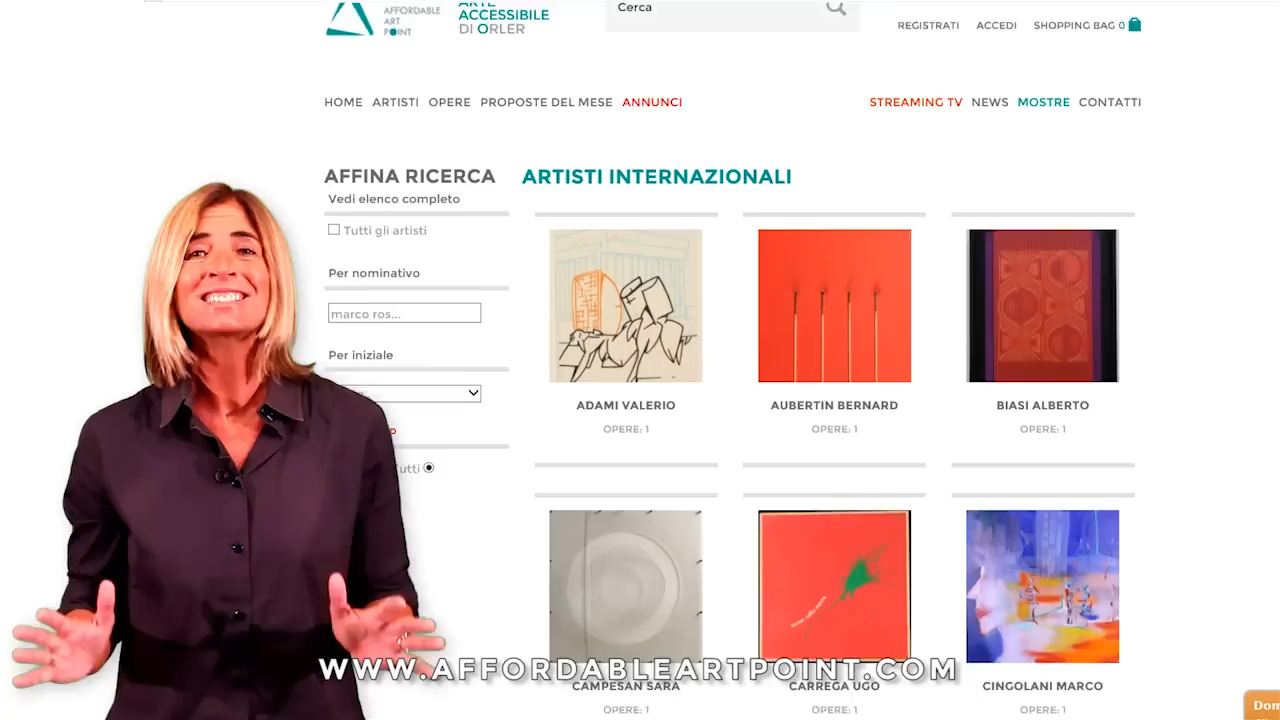 AFFORDABLE
ART
POINT
ARTE
ACCESSIBILE
DI ORLER
Cerca
REGISTRATI ACCEDI SHOPPING BAG 0
HOME ARTISTI OPERE PROPOSTE DEL MESE ANNUNCI STREAMING TV NEWS MOSTRE CONTATTI
AFFINA RICERCA
Vedi elenco completo
Tutti gli artisti
Per nominativo
marco ros...
Per iniziale
Tutti
ARTISTI INTERNAZIONALI
ADAMI VALERIO
OPERE: 1
AUBERTIN BERNARD
OPERE: 1
BIASI ALBERTO
OPERE: 1
CAMPESAN SARA
OPERE: 1
CARREGA UGO
OPERE: 1
CINGOLANI MARCO
OPERE: 1
WWW.AFFORDABLEARTPOINT.COM
Dom